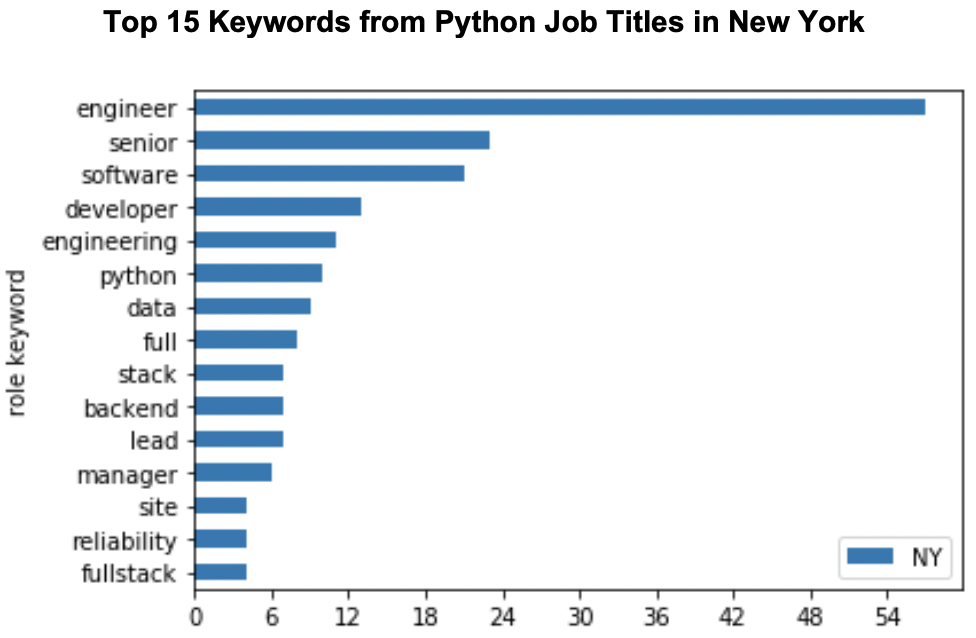 Top 15 Keywords from Python Job Titles in New York
role keyword
engineer
senior
software
developer
engineering
python
data
full
stack
backend
lead
manager
site
reliability
fullstack
NY
0 6 12 18 24 30 36 42 48 54